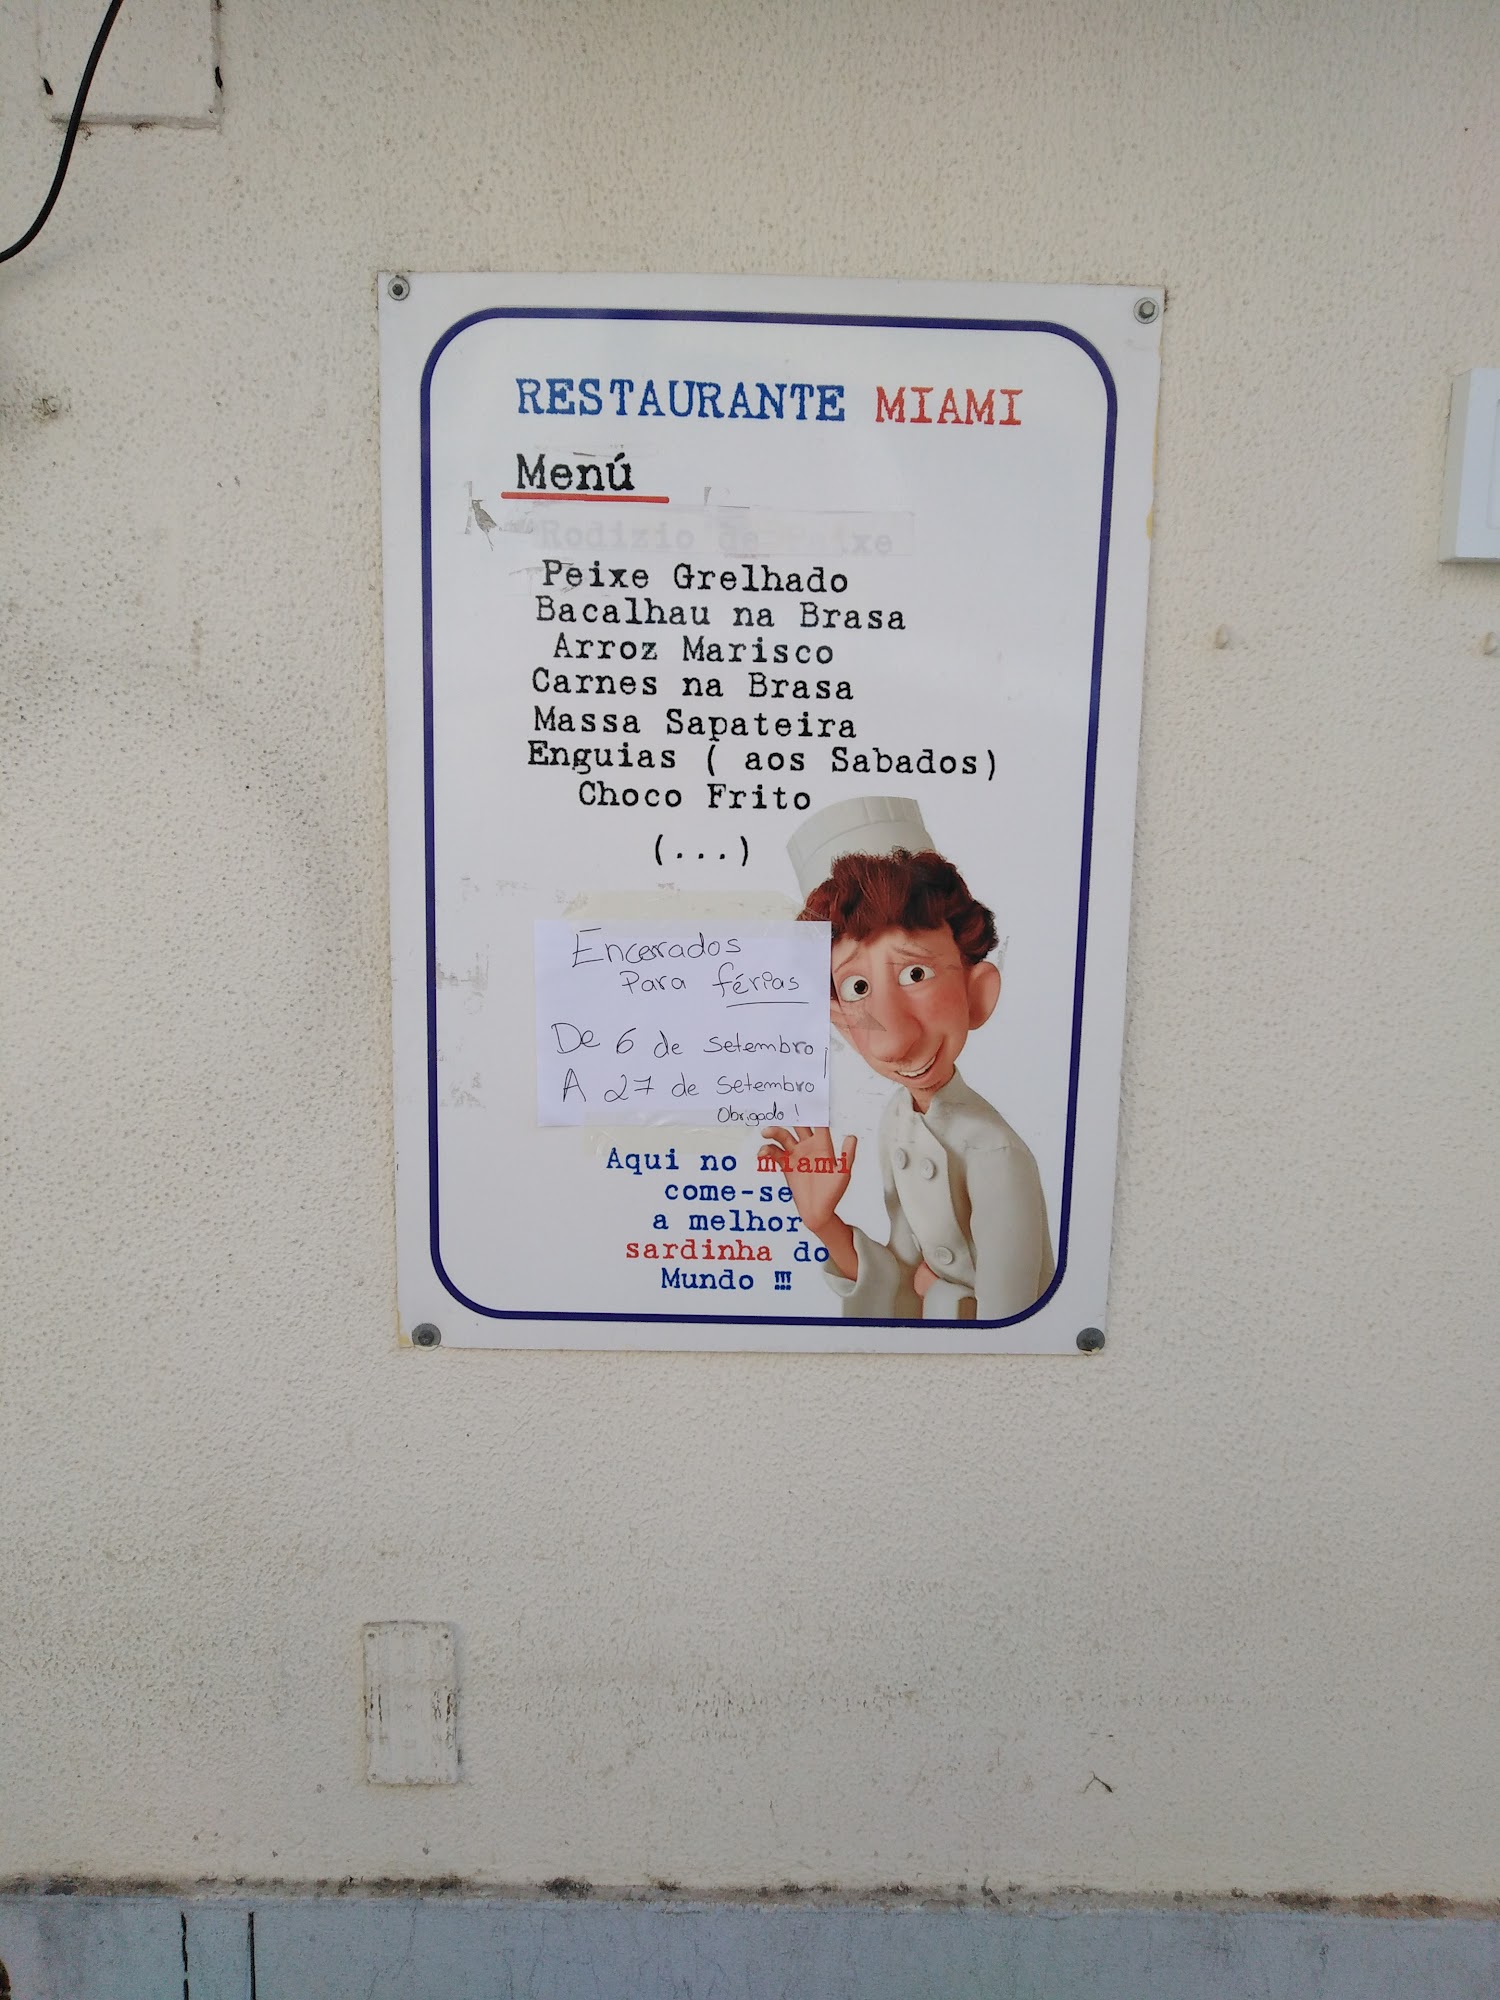 RESTAURANTE MIAMI
Menú
Rodizio de Peixe
Peixe Grelhado
Bacalhau na Brasa
Arroz Marisco
Carnes na Brasa
Massa Sapateira
Enguias ( aos Sabados)
Choco Frito
(...)
Encerrados
Para férias
De 6 de Setembro
A 27 de Setembro
Obrigado !
Aqui no miami
come-se
a melhor
sardinha do
Mundo !!!